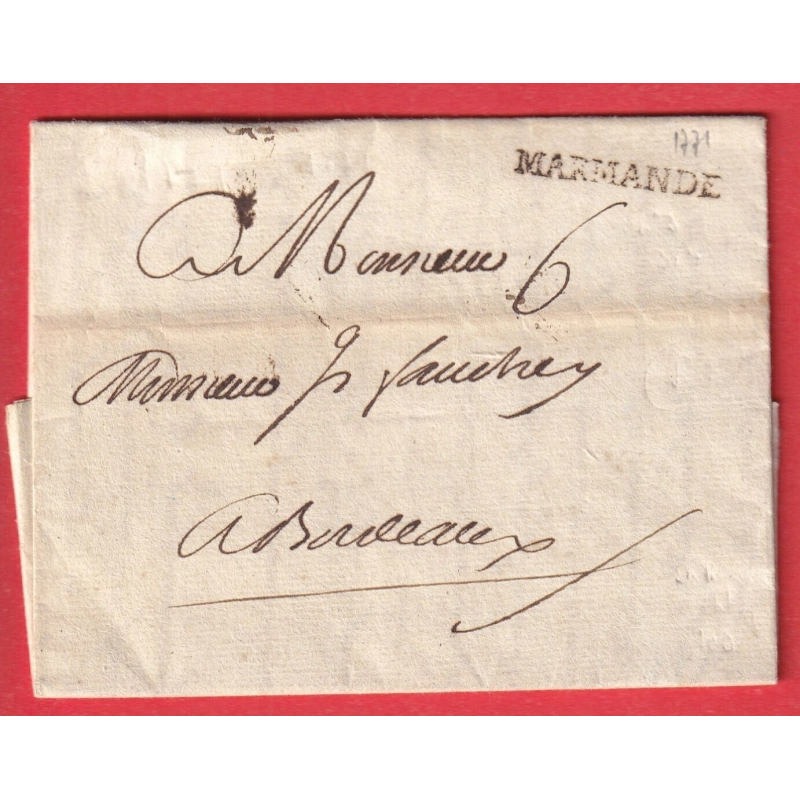 1771
MARMANDE
A Monsieur 6
Monsieur
A Bordeaux